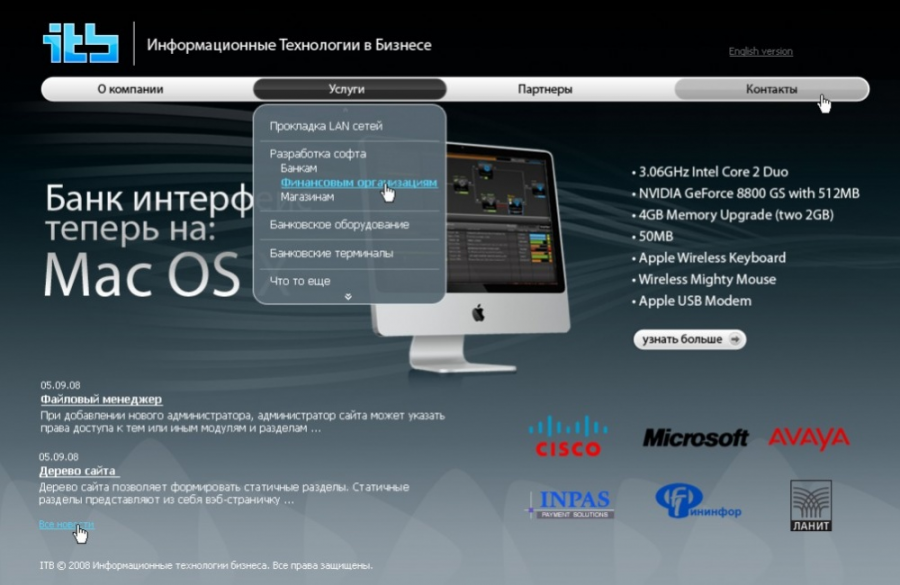 itb
Информационные Технологии в Бизнесе
English version
О компании
Услуги
Партнеры
Контакты
Прокладка LAN сетей
Разработка софта
Банкам
Финансовым организациям
Магазинам
Банковское оборудование
Банковские терминалы
Что то еще
Банк интерфейс
теперь на:
Mac OS X
• 3.06GHz Intel Core 2 Duo
• NVIDIA GeForce 8800 GS with 512MB
• 4GB Memory Upgrade (two 2GB)
• 50MB
• Apple Wireless Keyboard
• Wireless Mighty Mouse
• Apple USB Modem
узнать больше
05.09.08
Файловый менеджер
При добавлении нового администратора, администратор сайта может указать
права доступа к тем или иным модулям и разделам ...
05.09.08
Дерево сайта
Дерево сайта позволяет формировать статичные разделы. Статичные
разделы представляют из себя вэб-страничку ...
Все новости
CISCO
Microsoft
AVAYA
INPAS
PAYMENT SOLUTIONS
Фининфор
ЛАНИТ
ITB © 2008 Информационные технологии бизнеса. Все права защищены.